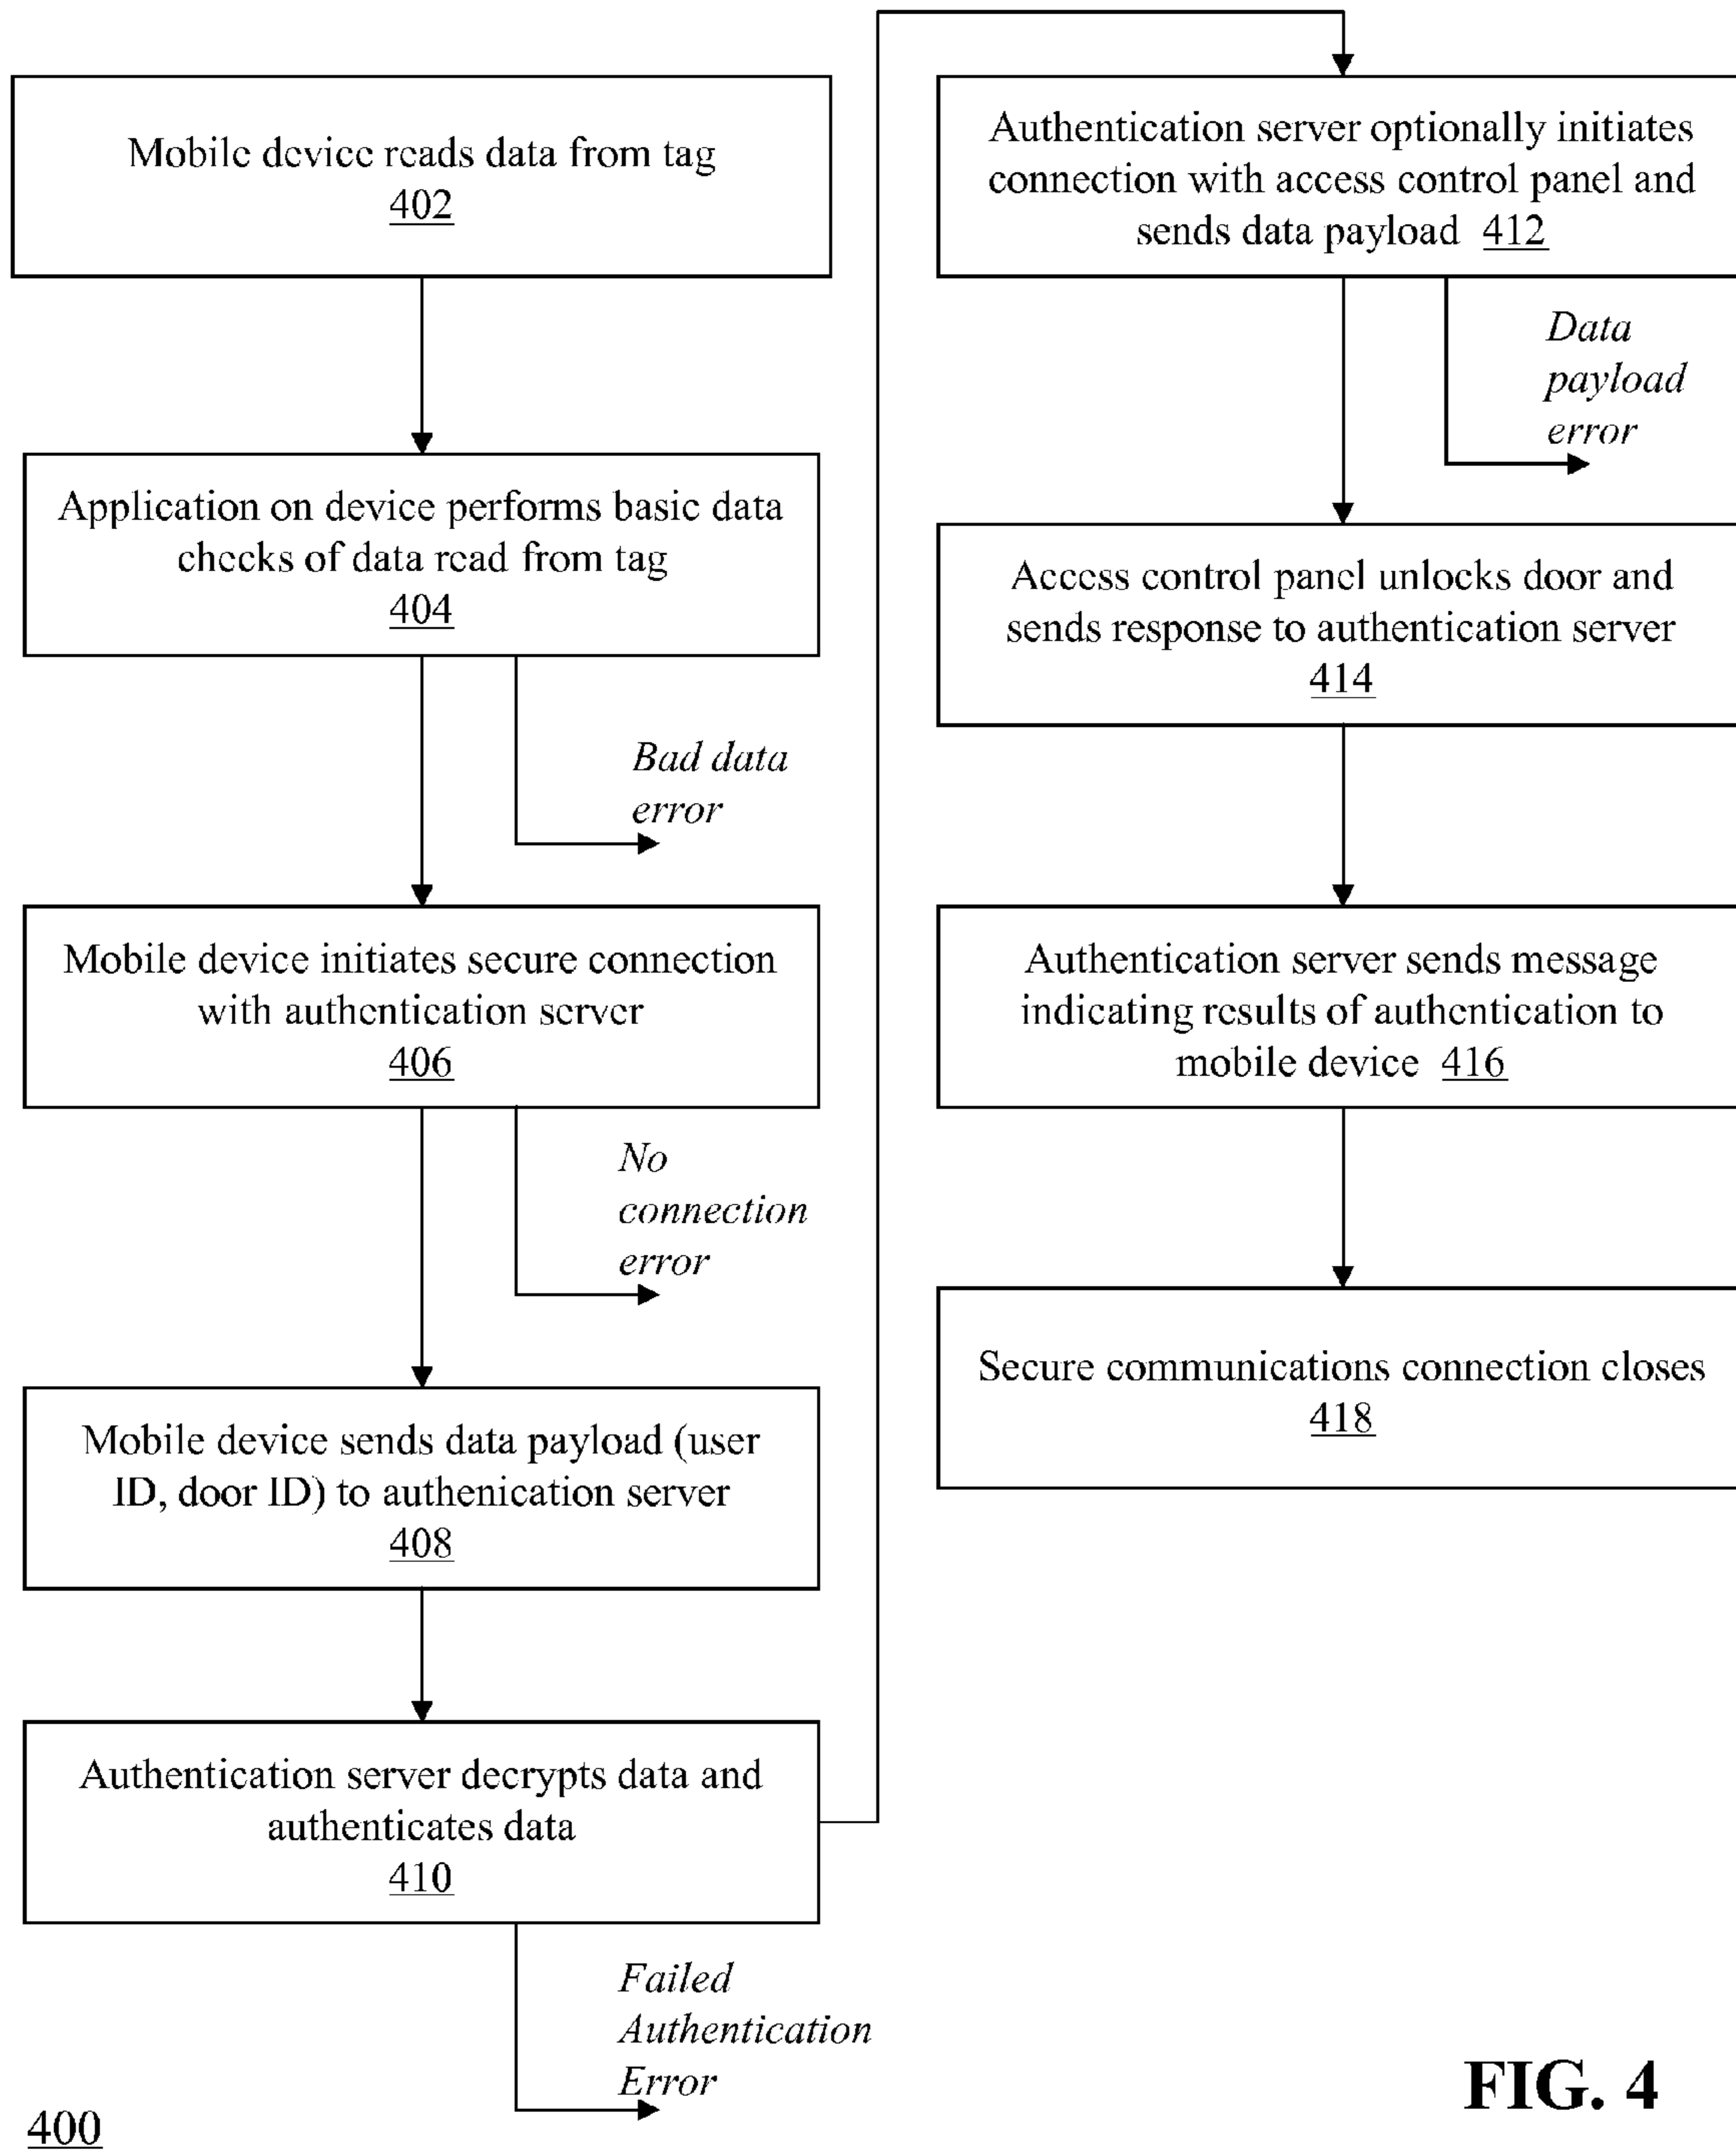 Mobile device reads data from tag
402
Application on device performs basic data
checks of data read from tag
404
Bad data
error
Mobile device initiates secure connection
with authentication server
406
No
connection
error
Mobile device sends data payload (user
ID, door ID) to authenication server
408
Authentication server decrypts data and
authenticates data
410
Failed
Authentication
Error
Authentication server optionally initiates
connection with access control panel and
sends data payload 412
Data
payload
error
Access control panel unlocks door and
sends response to authentication server
414
Authentication server sends message
indicating results of authentication to
mobile device 416
Secure communications connection closes
418
400
FIG. 4